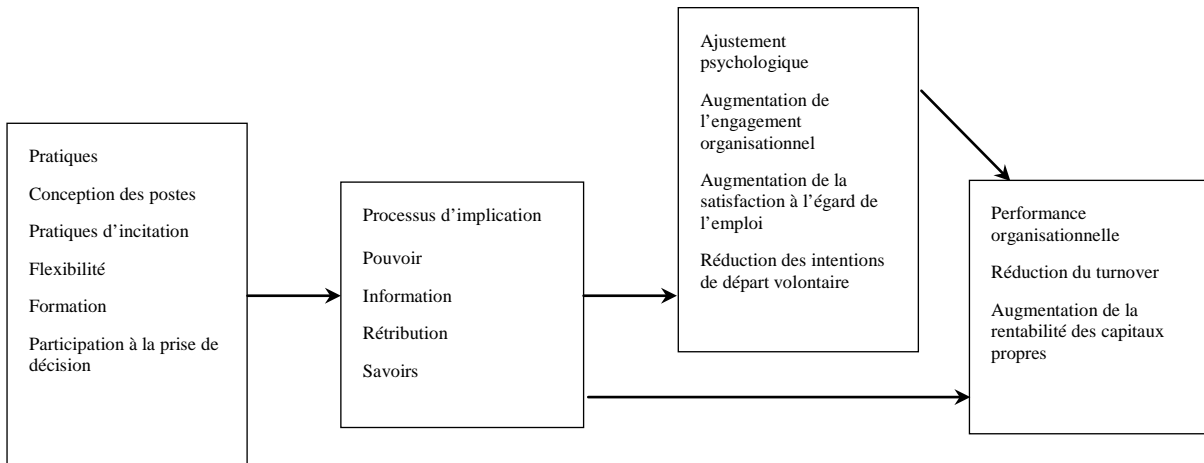 Pratiques
Conception des postes
Pratiques d'incitation
Flexibilité
Formation
Participation à la prise de
décision
Processus d'implication
Pouvoir
Information
Rétribution
Savoirs
Ajustement
psychologique
Augmentation de
l'engagement
organisationnel
Augmentation de la
satisfaction à l'égard de
l'emploi
Réduction des intentions
de départ volontaire
Performance
organisationnelle
Réduction du turnover
Augmentation de la
rentabilité des capitaux
propres